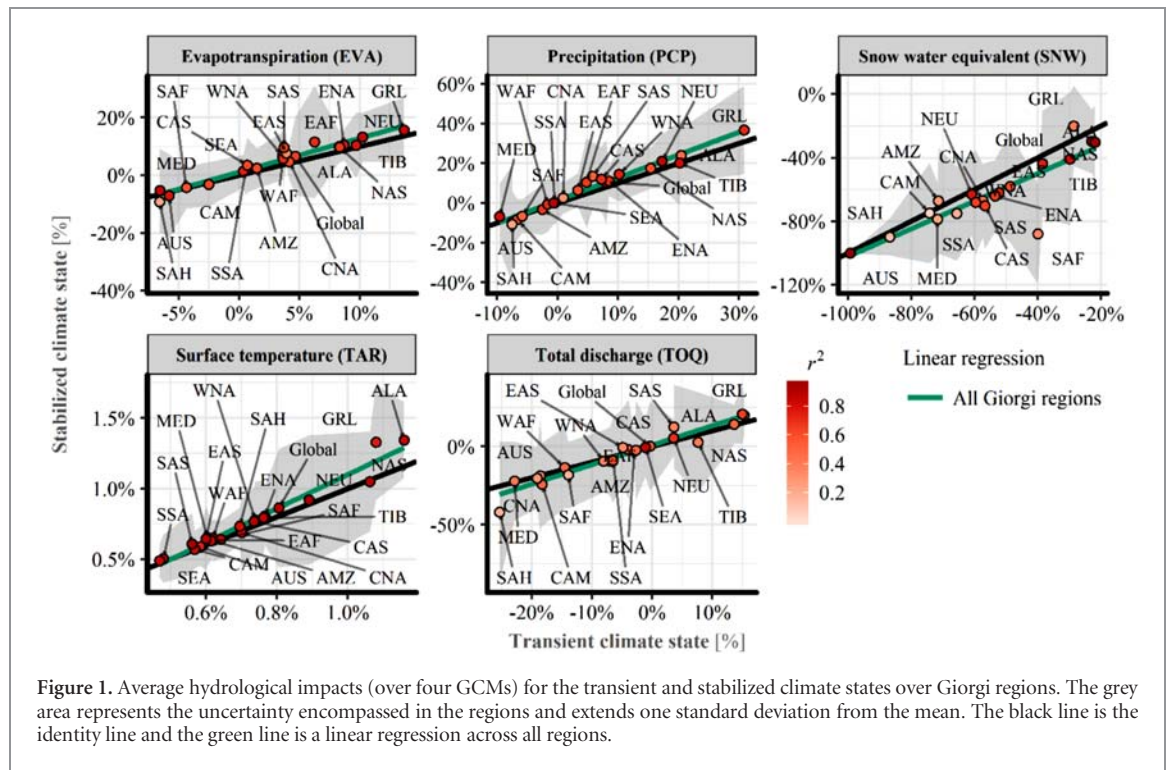 Evapotranspiration (EVA)
20%
0%
-20%
-40%
-5%
0%
5%
10%
SAF
WNA
SAS
ENA
GRL
CAS
SEA
EAS
EAF
NEU
MED
WAF
ALA
TIB
CAM
NAS
Global
AUS
AMZ
SAH
SSA
CNA
Precipitation (PCP)
60%
40%
20%
0%
-20%
-40%
-10%
0%
10%
20%
30%
WAF
CNA
EAF
SAS
NEU
SSA
EAS
WNA
GRL
MED
CAS
ALA
SAF
TIB
Global
SEA
NAS
AUS
AMZ
SAH
CAM
ENA
Snow water equivalent (SNW)
0%
-40%
-80%
-120%
-100%
-80%
-60%
-40%
-20%
GRL
NEU
Global
AMZ
CNA
NAS
CAM
EAS
TIB
SAH
ENA
SSA
SAS
AUS
MED
CAS
SAF
Surface temperature (TAR)
1.5%
1.0%
0.5%
0.6%
0.8%
1.0%
WNA
ALA
MED
SAH
GRL
EAS
Global
SAS
WAF
ENA
NEU
NAS
SSA
SAF
TIB
EAF
CAS
SEA
CAM
AUS
AMZ
CNA
Total discharge (TOQ)
0%
-50%
-20%
-10%
0%
10%
EAS
Global
SAS
GRL
WAF
WNA
CAS
ALA
AUS
EAF
NAS
CNA
AMZ
NEU
MED
SAF
SEA
TIB
ENA
SAH
CAM
SSA
r²
0.8
0.6
0.4
0.2
Linear regression
All Giorgi regions
Stabilized climate state [%]
Transient climate state [%]
Figure 1. Average hydrological impacts (over four GCMs) for the transient and stabilized climate states over Giorgi regions. The grey
area represents the uncertainty encompassed in the regions and extends one standard deviation from the mean. The black line is the
identity line and the green line is a linear regression across all regions.